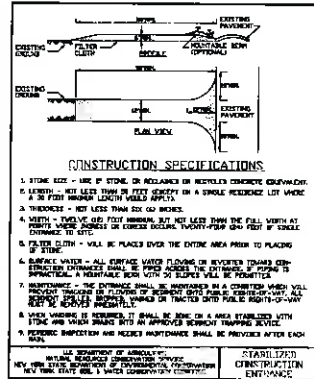 EXISTING
PAVEMENT
EXISTING
GROUND
FILTER
CLOTH
PROFILE
MOUNTABLE BERM
(OPTIONAL)
EXISTING
GROUND
PLAN VIEW
EXISTING
PAVEMENT
CONSTRUCTION SPECIFICATIONS
1. STONE SIZE - USE 2" STONE, OR RECLAIMED OR RECYCLED CONCRETE EQUIVALENT.
2. LENGTH - NOT LESS THAN 50 FEET (EXCEPT ON A SINGLE RESIDENCE LOT WHERE
A 30 FOOT MINIMUM LENGTH WOULD APPLY).
3. THICKNESS - NOT LESS THAN SIX (6) INCHES.
4. WIDTH - TWELVE (12) FOOT MINIMUM, BUT NOT LESS THAN THE FULL WIDTH AT
POINTS WHERE INGRESS OR EGRESS OCCURS. TWENTY-FOUR (24) FOOT IF SINGLE
ENTRANCE TO SITE.
5. FILTER CLOTH - WILL BE PLACED OVER THE ENTIRE AREA PRIOR TO PLACING
OF STONE.
6. SURFACE WATER - ALL SURFACE WATER FLOWING OR DIVERTED TOWARD CON-
STRUCTION ENTRANCES SHALL BE PIPED ACROSS THE ENTRANCE. IF PIPING IS
IMPRACTICAL, A MOUNTABLE BERM WITH 5:1 SLOPES WILL BE PERMITTED.
7. MAINTENANCE - THE ENTRANCE SHALL BE MAINTAINED IN A CONDITION WHICH WILL
PREVENT TRACKING OR FLOWING OF SEDIMENT ONTO PUBLIC RIGHTS-OF-WAY. ALL
SEDIMENT SPILLED, DROPPED, WASHED OR TRACKED ONTO PUBLIC RIGHTS-OF-WAY
MUST BE REMOVED IMMEDIATELY.
8. WHEN WASHING IS REQUIRED, IT SHALL BE DONE ON A AREA STABILIZED WITH
STONE AND WHICH DRAINS INTO AN APPROVED SEDIMENT TRAPPING DEVICE.
9. PERIODIC INSPECTION AND NEEDED MAINTENANCE SHALL BE PROVIDED AFTER EACH
RAIN.
U.S. DEPARTMENT OF AGRICULTURE
NATURAL RESOURCES CONSERVATION SERVICE
NEW YORK STATE DEPARTMENT OF ENVIRONMENTAL CONSERVATION
NEW YORK STATE SOIL & WATER CONSERVATION COMMITTEE
STABILIZED
CONSTRUCTION
ENTRANCE